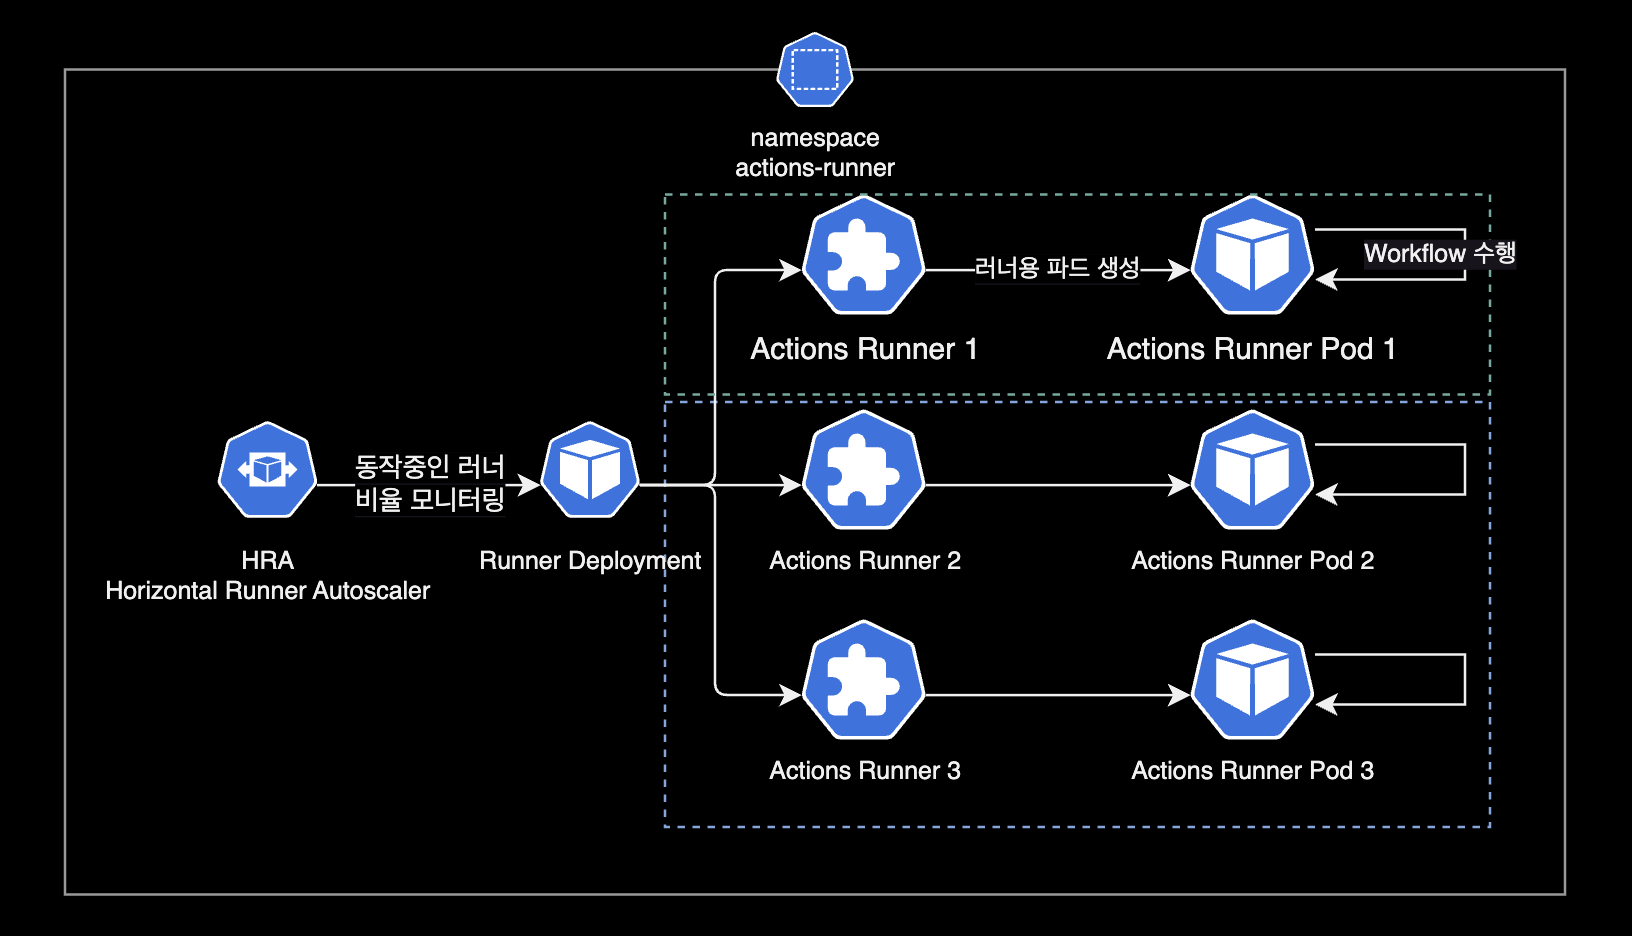 namespace
actions-runner
러너용 파드 생성
Workflow 수행
Actions Runner 1
Actions Runner Pod 1
동작중인 러너
비율 모니터링
HRA
Horizontal Runner Autoscaler
Runner Deployment
Actions Runner 2
Actions Runner Pod 2
Actions Runner 3
Actions Runner Pod 3